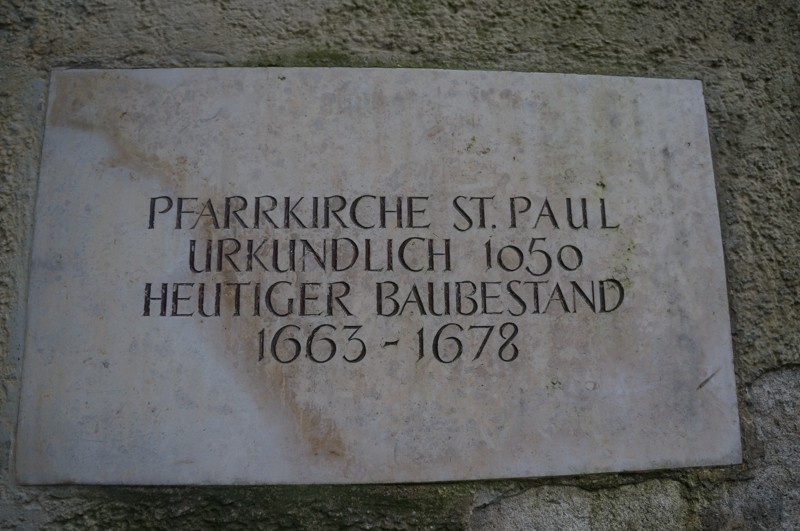 PFARRKIRCHE ST. PAUL
URKUNDLICH 1050
HEUTIGER BAUBESTAND
1663 - 1678